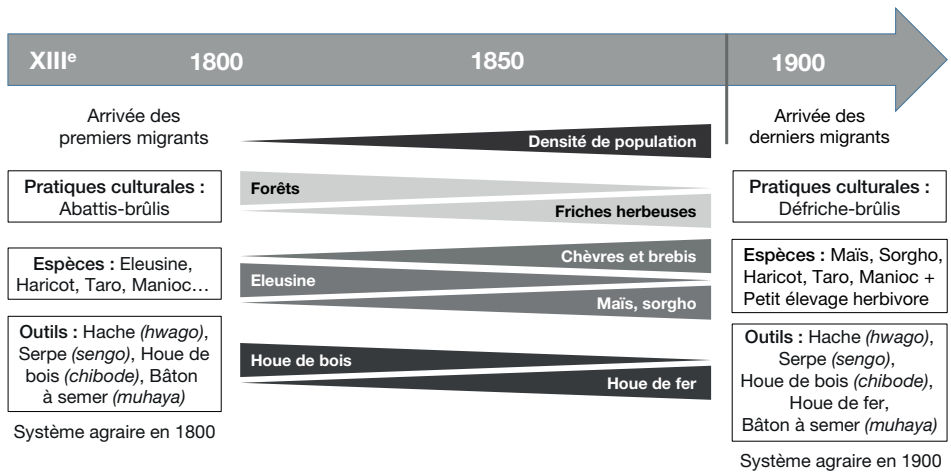 XIIIe 1800 1850 1900
Arrivée des
premiers migrants
Densité de population
Arrivée des
derniers migrants
Pratiques culturales :
Abattis-brûlis
Forêts
Friches herbeuses
Pratiques culturales :
Défriche-brûlis
Espèces : Eleusine,
Haricot, Taro, Manioc…
Chèvres et brebis
Eleusine
Maïs, sorgho
Espèces : Maïs, Sorgho,
Haricot, Taro, Manioc +
Petit élevage herbivore
Outils : Hache (hwago),
Serpe (sengo), Houe de
bois (chibode), Bâton
à semer (muhaya)
Houe de bois
Houe de fer
Outils : Hache (hwago),
Serpe (sengo),
Houe de bois (chibode),
Houe de fer,
Bâton à semer (muhaya)
Système agraire en 1800
Système agraire en 1900